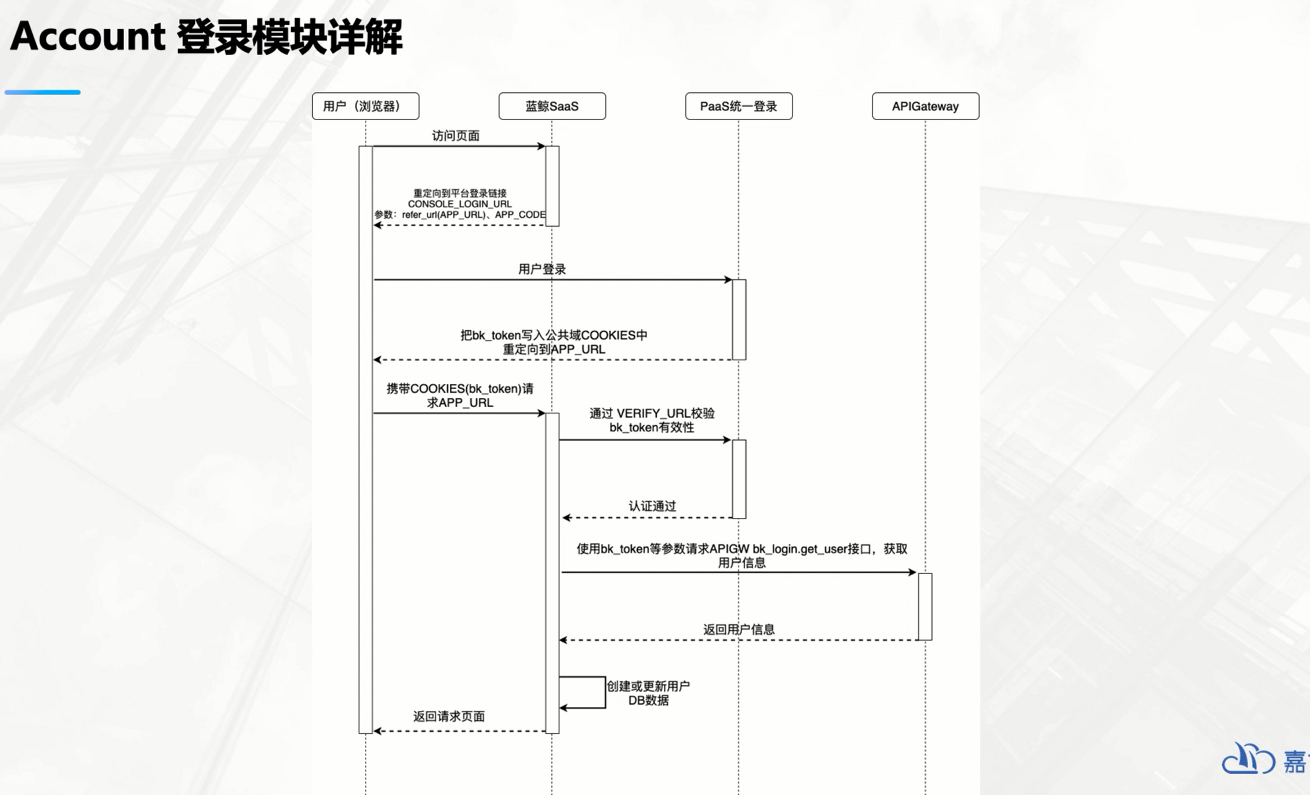 Account 登录模块详解
用户（浏览器）
蓝鲸SaaS
PaaS统一登录
APIGateway
访问页面
重定向到平台登录链接
CONSOLE_LOGIN_URL
参数：refer_url(APP_URL)、APP_CODE
用户登录
把bk_token写入公共域COOKIES中
重定向到APP_URL
携带COOKIES(bk_token)请
求APP_URL
通过 VERIFY_URL校验
bk_token有效性
认证通过
使用bk_token等参数请求APIGW bk_login.get_user接口，获取
用户信息
返回用户信息
创建或更新用户
DB数据
返回请求页面
嘉